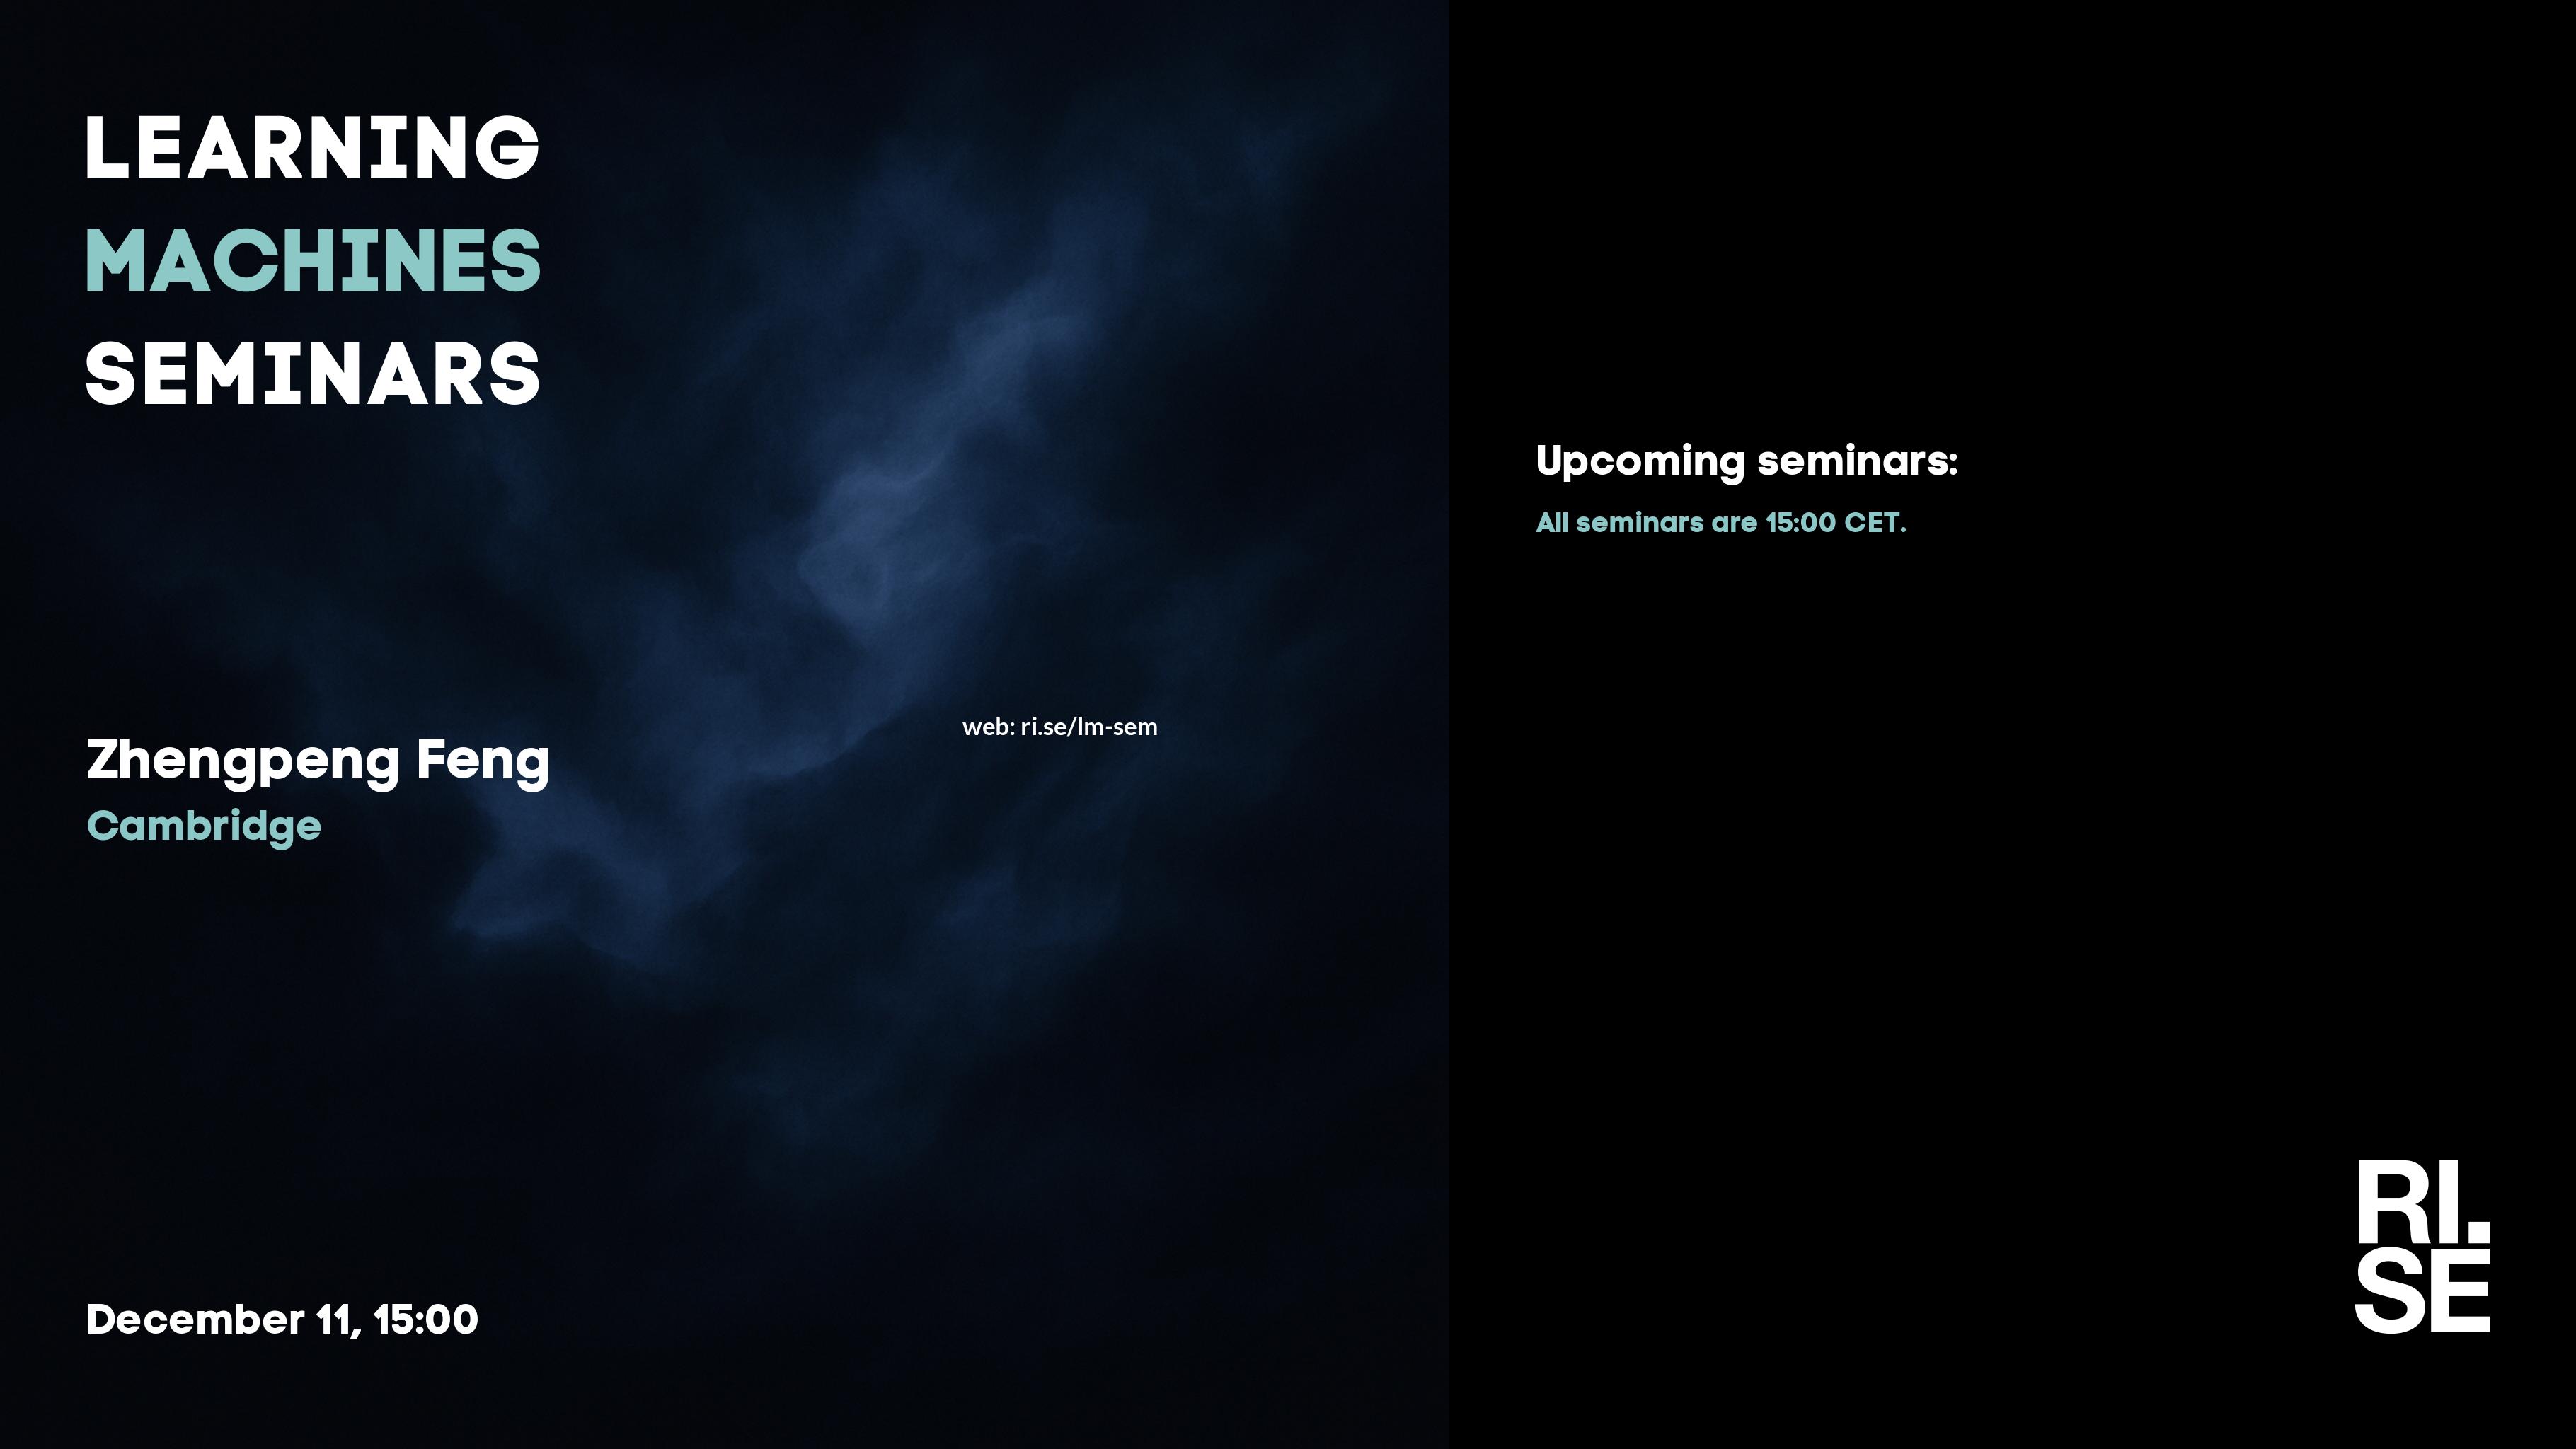 LEARNING
MACHINES
SEMINARS
Zhengpeng Feng
Cambridge
web: ri.se/lm-sem
December 11, 15:00
Upcoming seminars:
All seminars are 15:00 CET.
RI.
SE